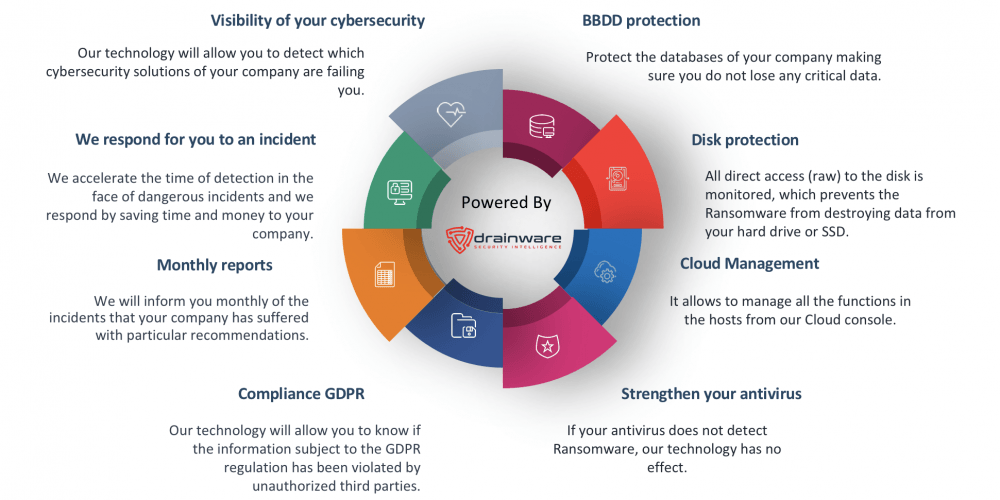 Visibility of your cybersecurity
Our technology will allow you to detect which
cybersecurity solutions of your company are failing
you.
BBDD protection
Protect the databases of your company making
sure you do not lose any critical data.
We respond for you to an incident
We accelerate the time of detection in the
face of dangerous incidents and we
respond by saving time and money to your
company.
Disk protection
All direct access (raw) to the disk is
monitored, which prevents the
Ransomware from destroying data from
your hard drive or SSD.
Powered By
drainware
SECURITY INTELLIGENCE
Monthly reports
We will inform you monthly of the
incidents that your company has suffered
with particular recommendations.
Cloud Management
It allows to manage all the functions in
the hosts from our Cloud console.
Compliance GDPR
Our technology will allow you to know if
the information subject to the GDPR
regulation has been violated by
unauthorized third parties.
Strengthen your antivirus
If your antivirus does not detect
Ransomware, our technology has no
effect.